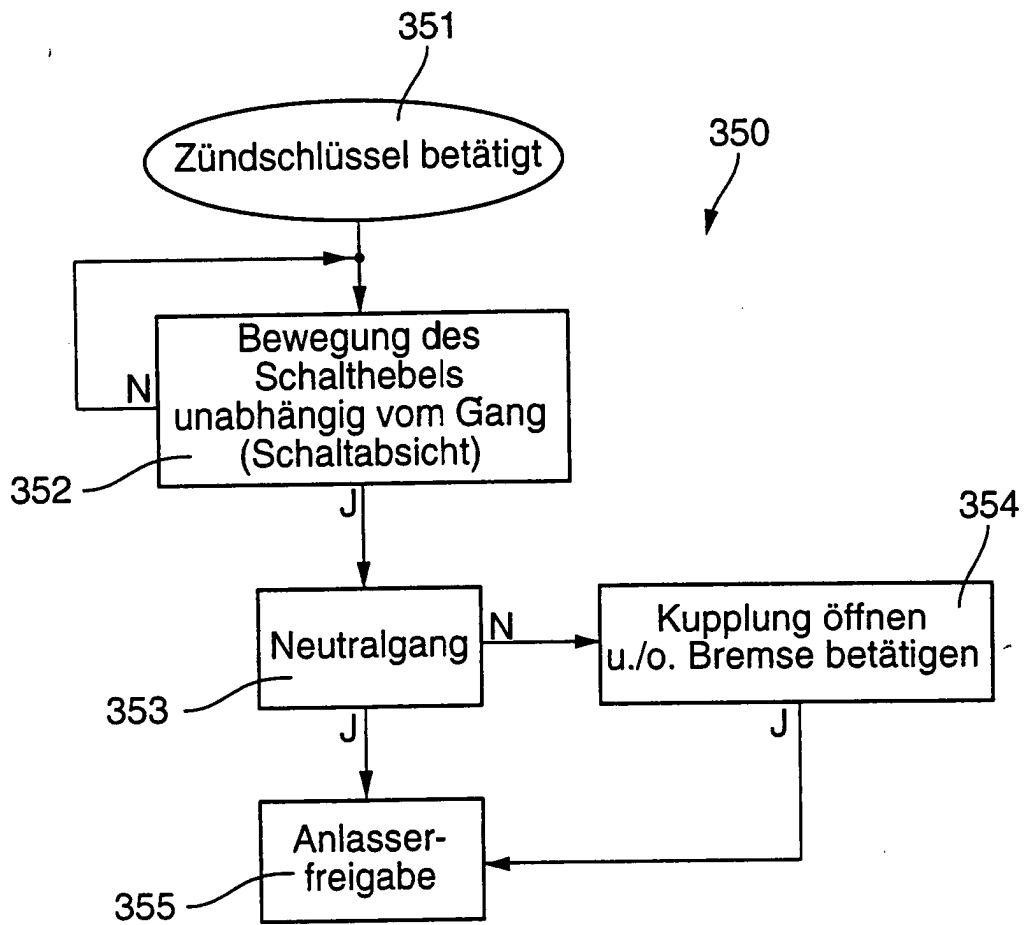 351
Zündschlüssel betätigt
350
Bewegung des
Schalthebels
unabhängig vom Gang
(Schaltabsicht)
N
352
J
354
Neutralgang
N
Kupplung öffnen
u./o. Bremse betätigen
353
J
J
Anlasser-
freigabe
355